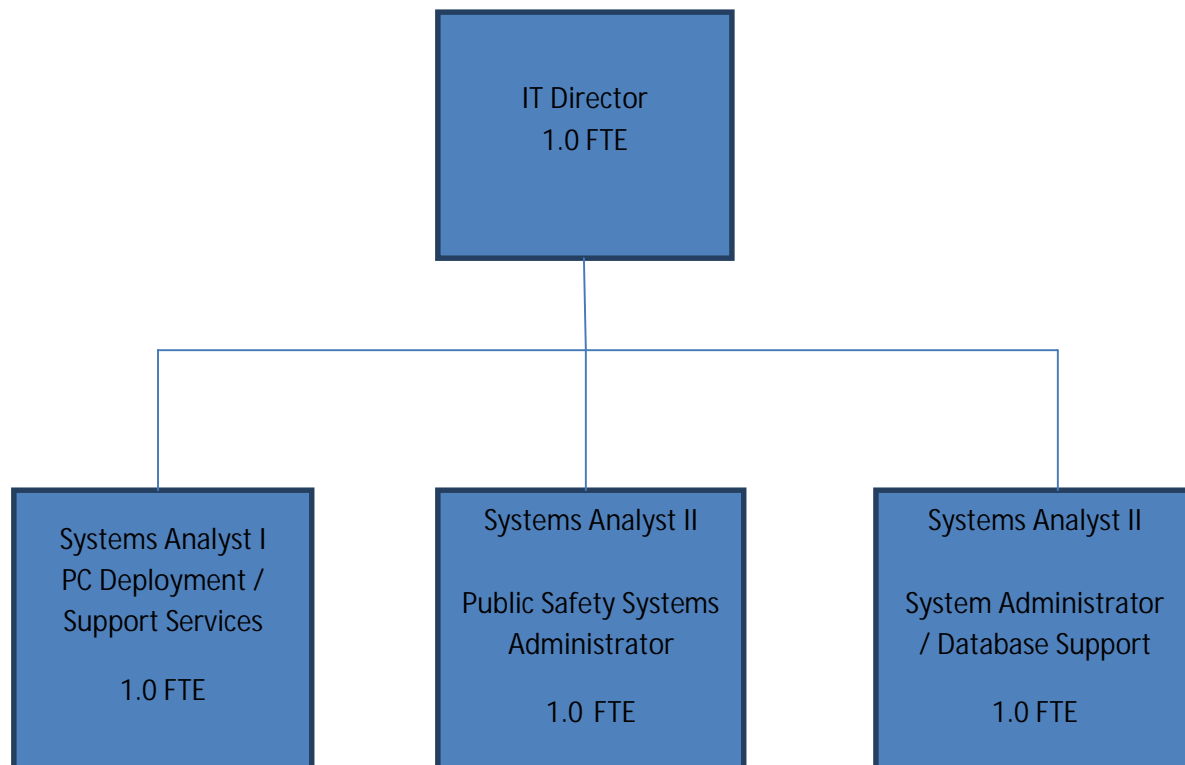 IT Director
1.0 FTE
Systems Analyst I
PC Deployment /
Support Services
1.0 FTE
Systems Analyst II
Public Safety Systems
Administrator
1.0 FTE
Systems Analyst II
System Administrator
/ Database Support
1.0 FTE